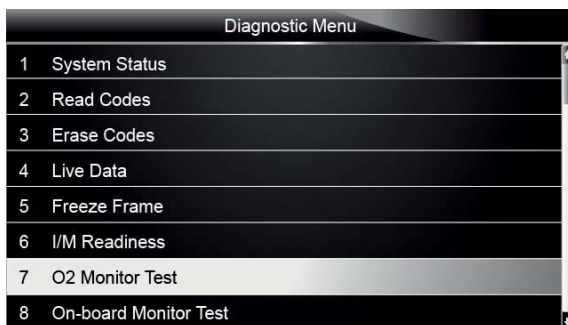 Diagnostic Menu
1 System Status
2 Read Codes
3 Erase Codes
4 Live Data
5 Freeze Frame
6 I/M Readiness
7 O2 Monitor Test
8 On-board Monitor Test